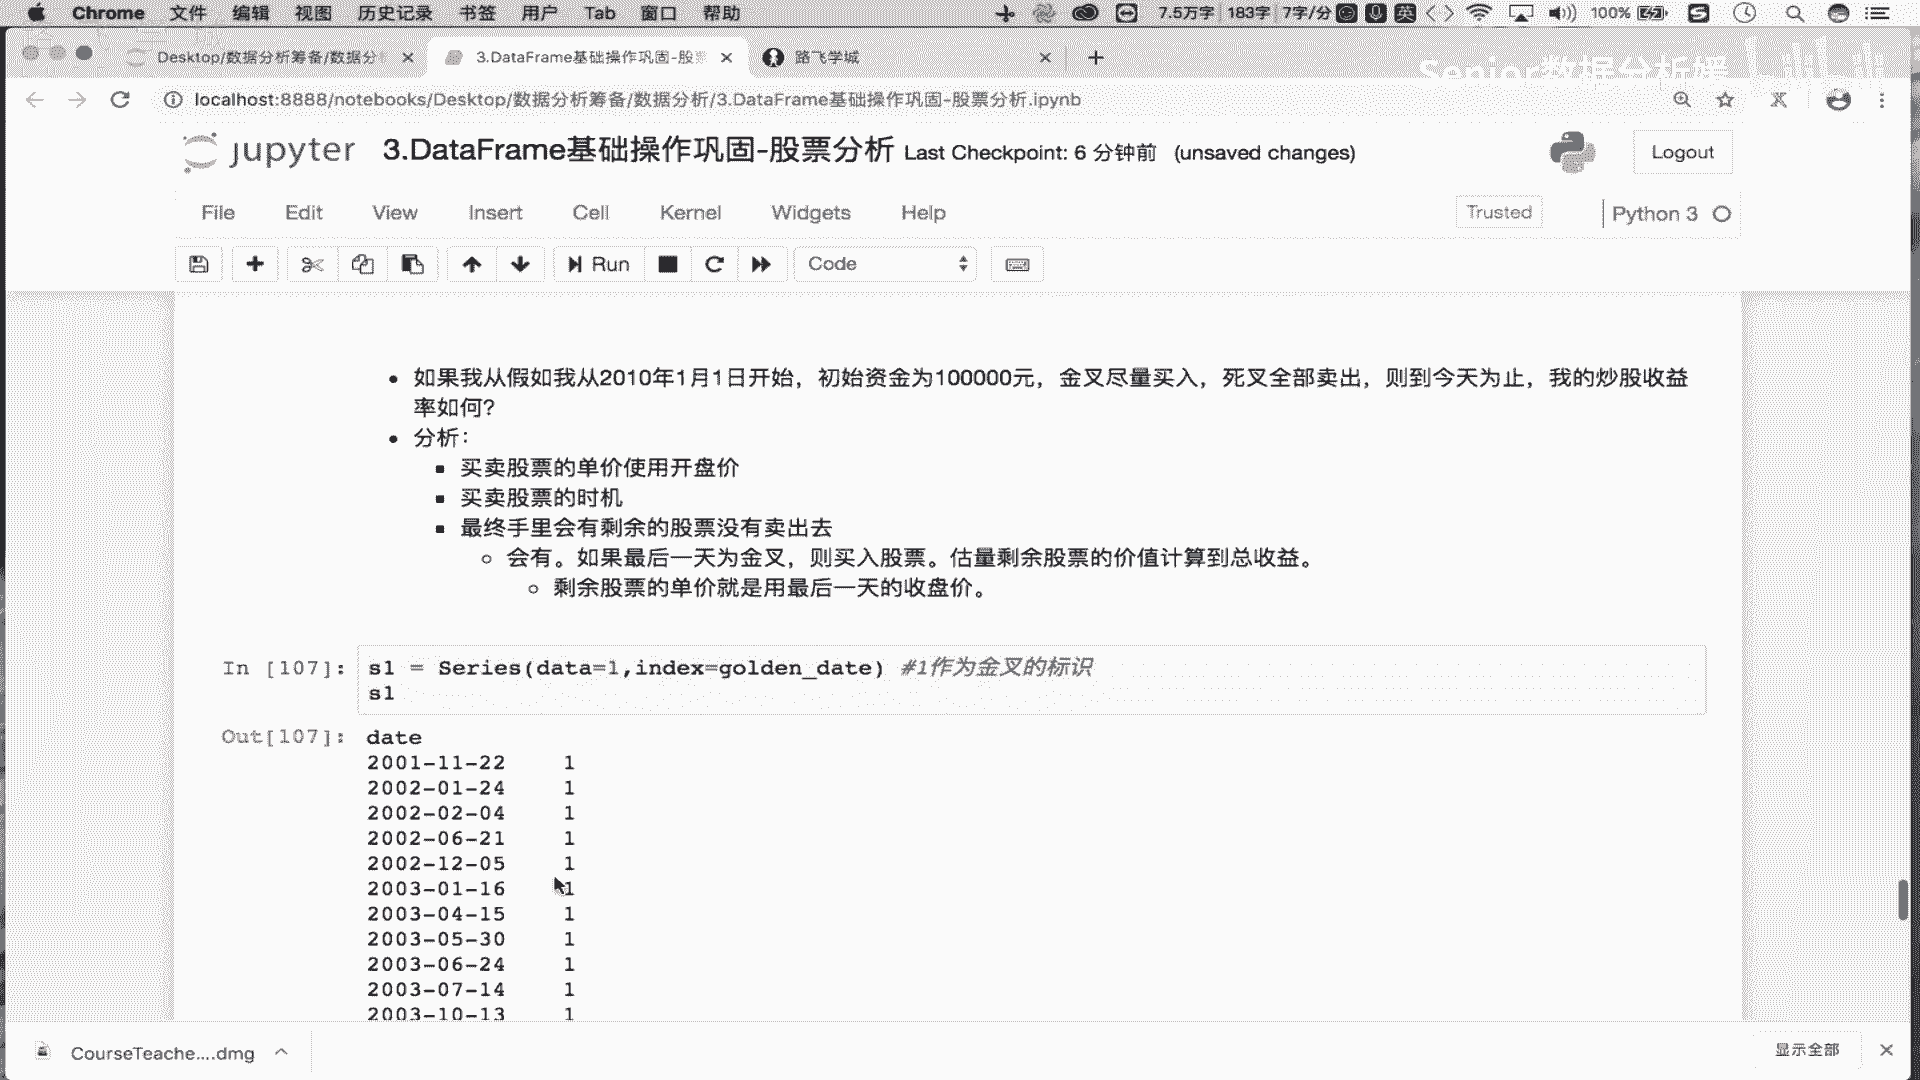 Chrome 文件 编辑 视图 历史记录 书签 用户 Tab 窗口 帮助 7.5万字 183字 7字/分 英 100%
Desktop/数据分析筹备/数据分 3.DataFrame基础操作巩固-股票 路飞学城
Senior数据分析媛 bilibili
localhost:8888/notebooks/Desktop/数据分析筹备/数据分析/3.DataFrame基础操作巩固-股票分析.ipynb
jupyter 3.DataFrame基础操作巩固-股票分析 Last Checkpoint: 6 分钟前 (unsaved changes) Logout
File Edit View Insert Cell Kernel Widgets Help Trusted Python 3
Run Code
如果我从假如我从2010年1月1日开始，初始资金为100000元，金叉尽量买入，死叉全部卖出，则到今天为止，我的炒股收益
率如何？
分析：
买卖股票的单价使用开盘价
买卖股票的时机
最终手里会有剩余的股票没有卖出去
会有。如果最后一天为金叉，则买入股票。估量剩余股票的价值计算到总收益。
剩余股票的单价就是用最后一天的收盘价。
In [107]: s1 = Series(data=1,index=golden_date) #1作为金叉的标识
s1
Out[107]: date
2001-11-22 1
2002-01-24 1
2002-02-04 1
2002-06-21 1
2002-12-05 1
2003-01-16 1
2003-04-15 1
2003-05-30 1
2003-06-24 1
2003-07-14 1
2003-10-13 1
CourseTeache....dmg 显示全部